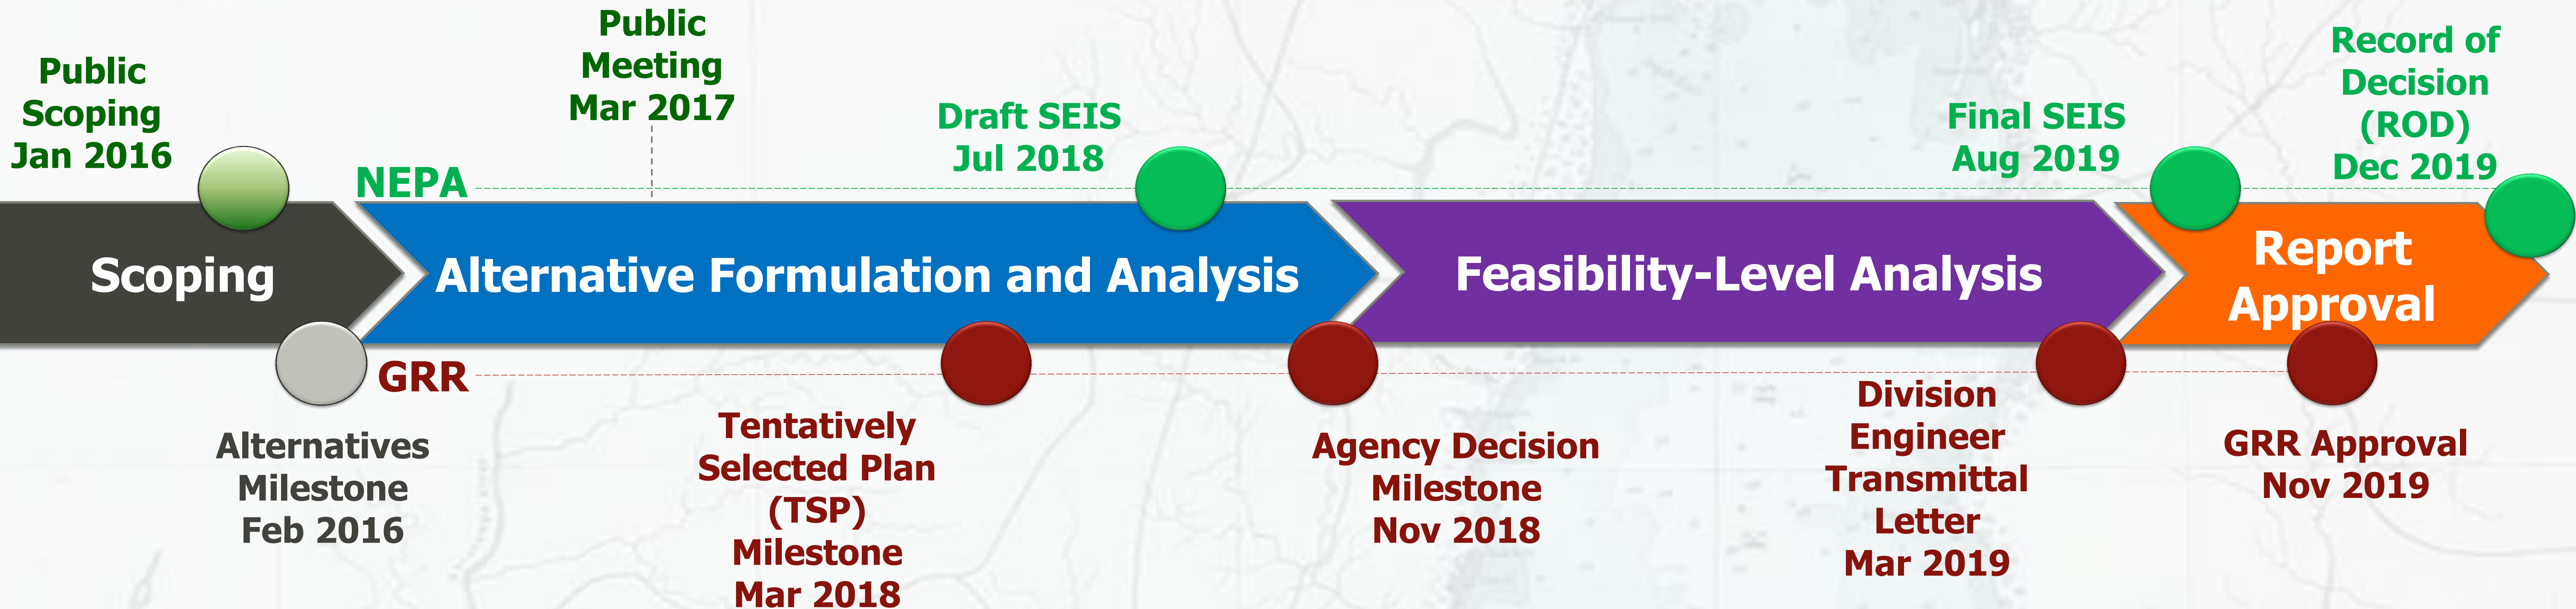 Public
Scoping
Jan 2016
Public
Meeting
Mar 2017
Draft SEIS
Jul 2018
Final SEIS
Aug 2019
Record of
Decision
(ROD)
Dec 2019
NEPA
Scoping
Alternative Formulation and Analysis
Feasibility-Level Analysis
Report
Approval
GRR
Alternatives
Milestone
Feb 2016
Tentatively
Selected Plan
(TSP)
Milestone
Mar 2018
Agency Decision
Milestone
Nov 2018
Division
Engineer
Transmittal
Letter
Mar 2019
GRR Approval
Nov 2019